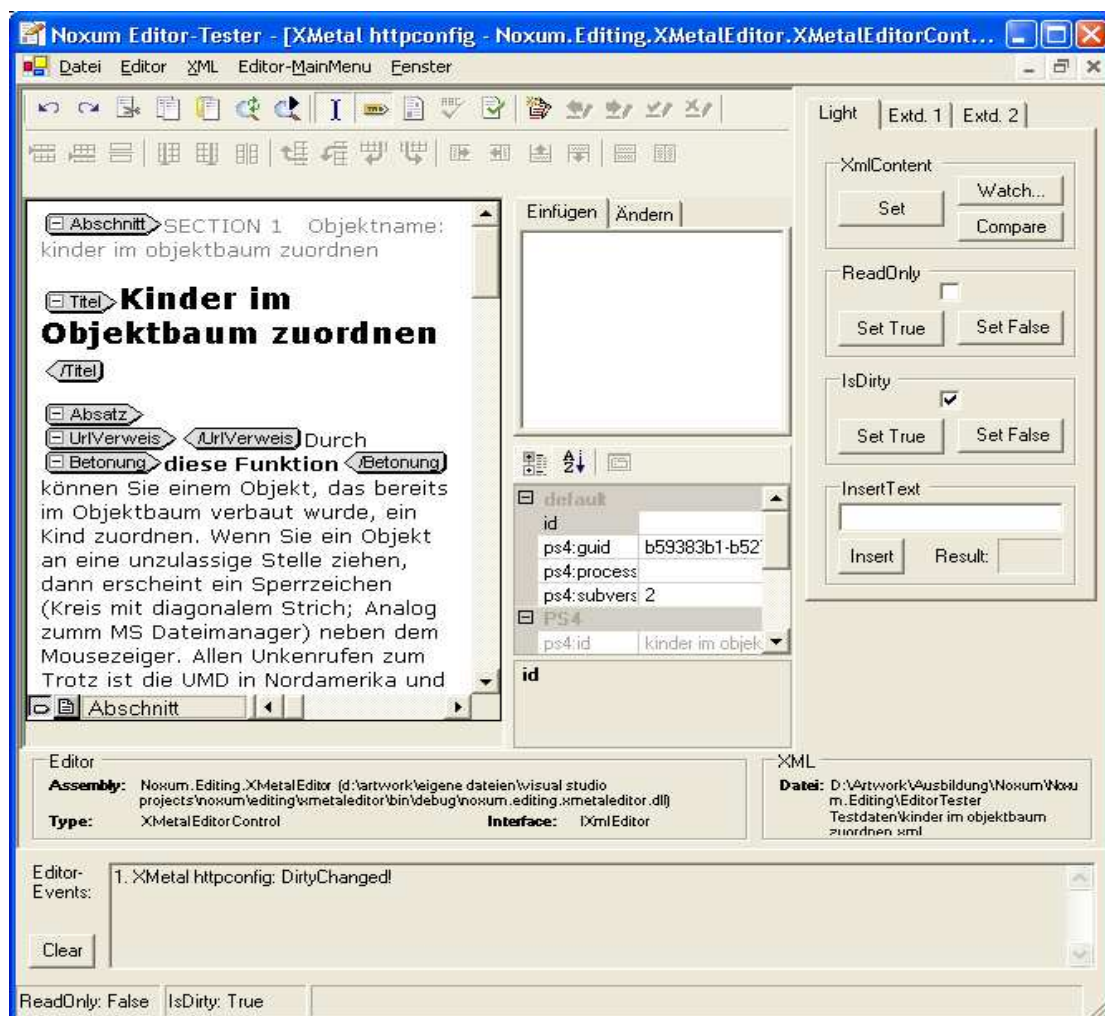 Noxum Editor-Tester - [XMetal httpconfig - Noxum.Editing.XMetalEditor.XMetalEditorCont...
Datei Editor XML Editor-MainMenu Fenster
Light Extd. 1 Extd. 2
XmlContent
Set
Watch...
Compare
ReadOnly
Set True Set False
IsDirty
Set True Set False
InsertText
Insert Result:
Abschnitt SECTION 1 Objektname:
kinder im objektbaum zuordnen
Titel Kinder im
Objektbaum zuordnen
/Titel
Absatz
UrlVerweis /UrlVerweis Durch
Betonung diese Funktion /Betonung
können Sie einem Objekt, das bereits
im Objektbaum verbaut wurde, ein
Kind zuordnen. Wenn Sie ein Objekt
an eine unzulassige Stelle ziehen,
dann erscheint ein Sperrzeichen
(Kreis mit diagonalem Strich; Analog
zumm MS Dateimanager) neben dem
Mousezeiger. Allen Unkenrufen zum
Trotz ist die UMD in Nordamerika und
Abschnitt
Einfügen Ändern
default
id
ps4:guid b59383b1-b527
ps4:process
ps4:subvers 2
PS4
ps4:id kinder im objek
id
Editor
Assembly: Noxum.Editing.XMetalEditor (d:\artwork\eigene dateien\visual studio
projects\noxum\editing\xmetaleditor\bin\debug\noxum.editing.xmetaleditor.dll)
Type: XMetalEditorControl Interface: IXmlEditor
XML
Datei: D:\Artwork\Ausbildung\Noxum\Noxu
m.Editing\EditorTester
Testdaten\kinder im objektbaum
zuordnen.xml
Editor-
Events:
1. XMetal httpconfig: DirtyChanged!
Clear
ReadOnly: False IsDirty: True